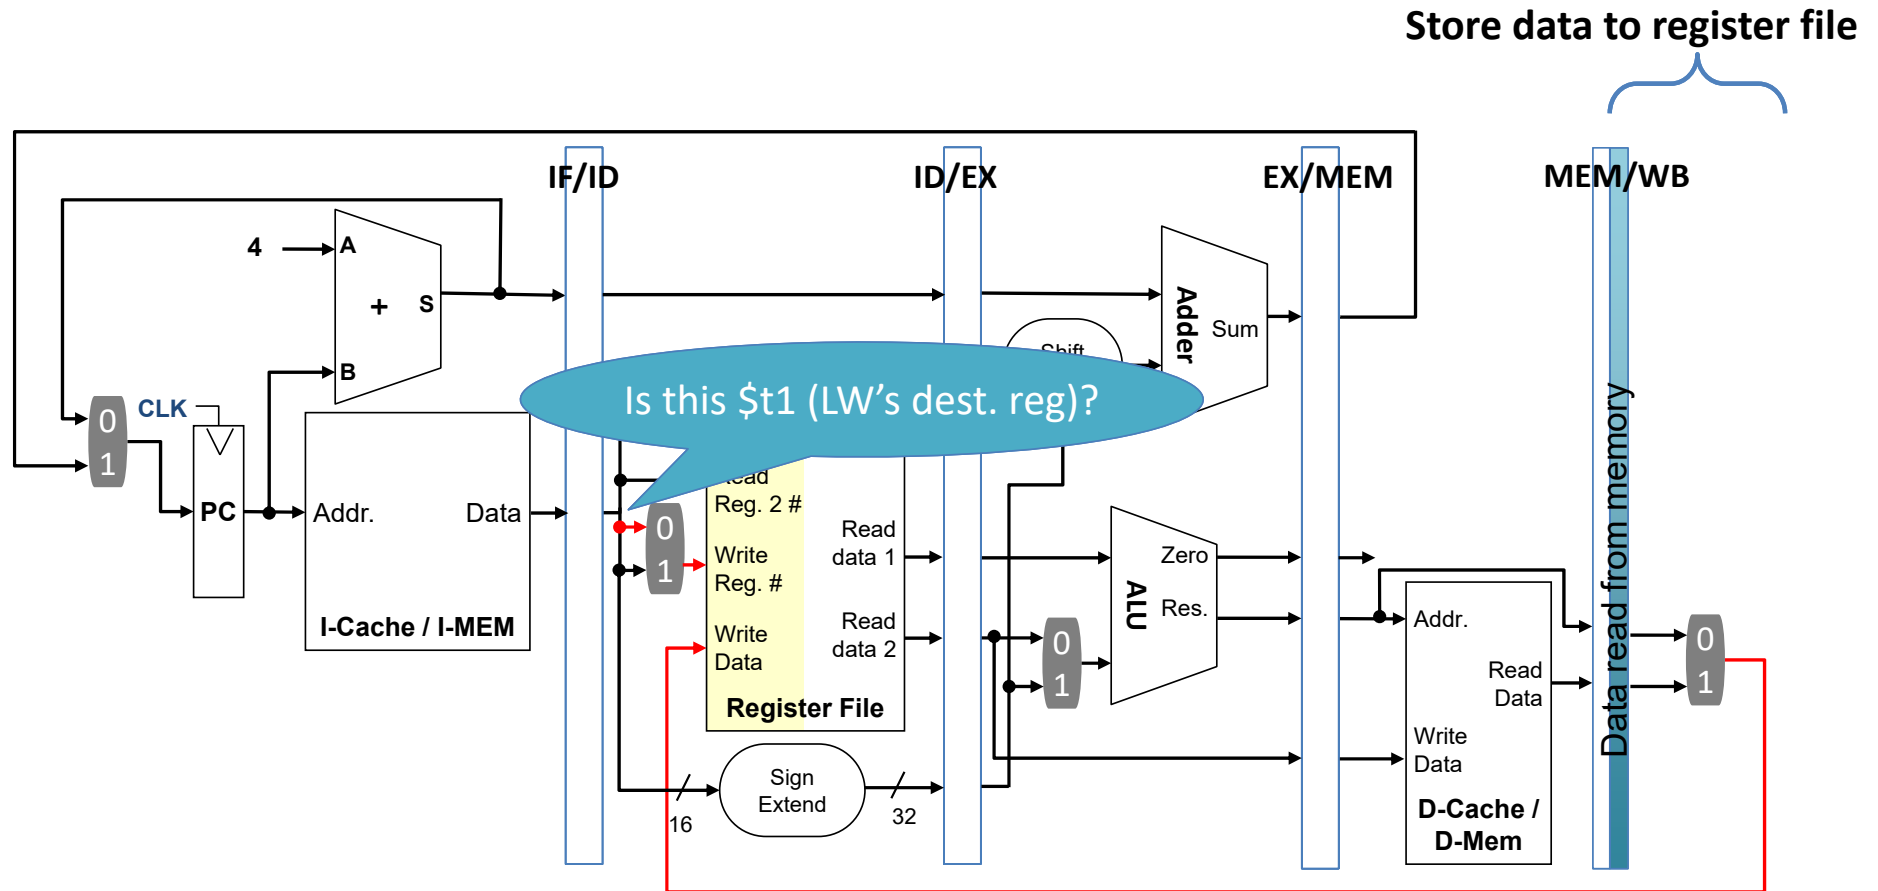 Store data to register file
IF/ID
ID/EX
EX/MEM
MEM/WB
4
A
+
S
B
Adder
Sum
Shift
Is this $t1 (LW's dest. reg)?
CLK
0
1
PC
Addr.
Data
I-Cache / I-MEM
Reg. 2 #
0
1
Write
Reg. #
Write
Data
Read
data 1
Read
data 2
Register File
Sign
Extend
16
32
0
1
ALU
Zero
Res.
Addr.
Read
Data
Write
Data
D-Cache /
D-Mem
Data read from memory
0
1